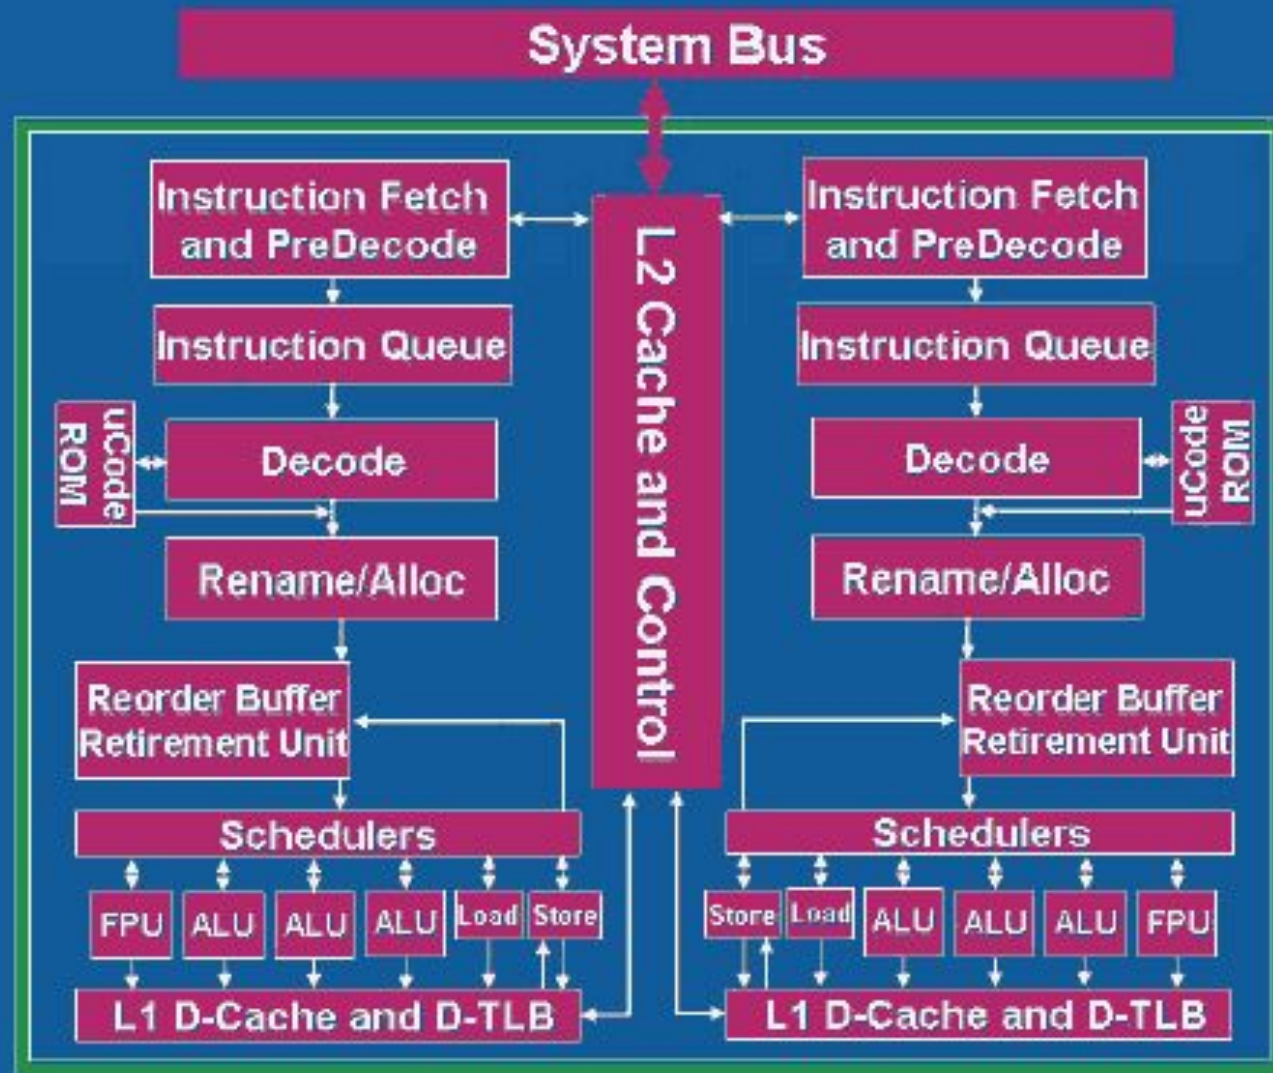 System Bus
Instruction Fetch
and PreDecode
Instruction Queue
uCode
ROM
Decode
Rename/Alloc
Reorder Buffer
Retirement Unit
Schedulers
FPU
ALU
ALU
ALU
Load
Store
L1 D-Cache and D-TLB
L2 Cache and Control
Instruction Fetch
and PreDecode
Instruction Queue
Decode
uCode
ROM
Rename/Alloc
Reorder Buffer
Retirement Unit
Schedulers
Store
Load
ALU
ALU
ALU
FPU
L1 D-Cache and D-TLB